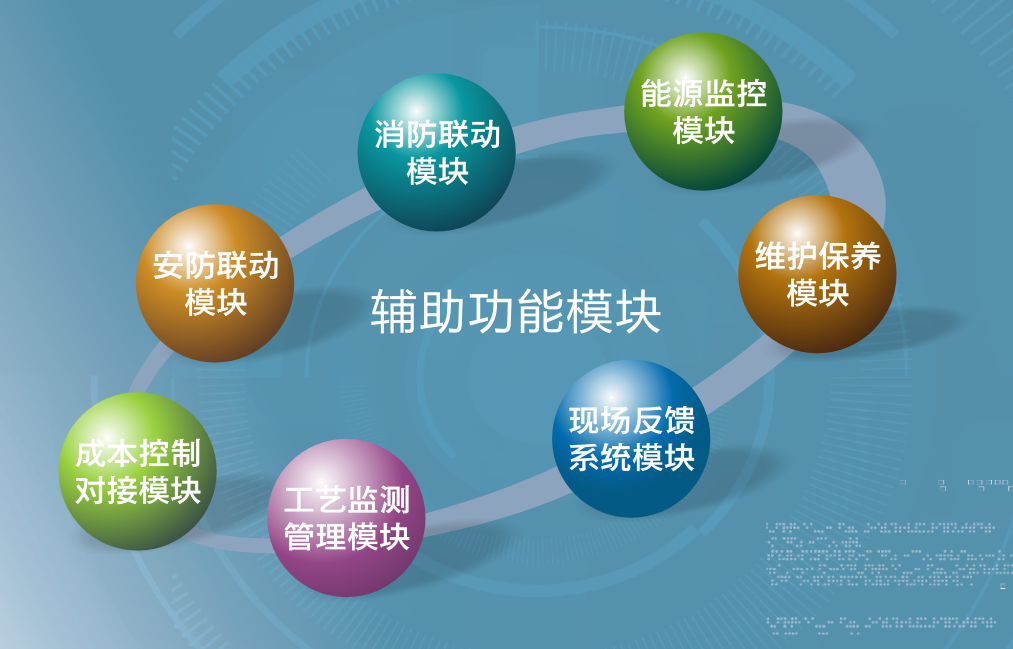 能源监控
模块
消防联动
模块
维护保养
模块
安防联动
模块
辅助功能模块
现场反馈
系统模块
成本控制
对接模块
工艺监测
管理模块